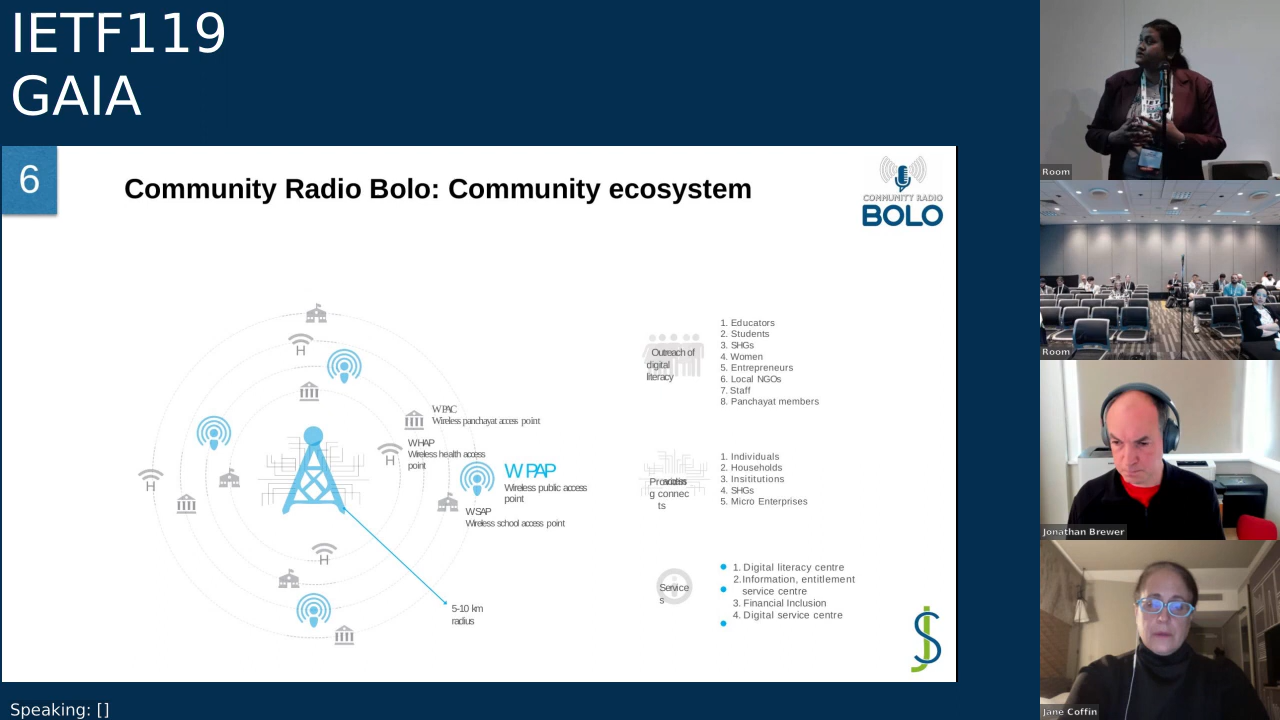 IETF119
GAIA
6
Community Radio Bolo: Community ecosystem
COMMUNITY RADIO
BOLO
H
WPAC
Wireless panchayat access point
WHAP
Wireless health access
point
H
WPAP
Wireless public access
point
WSAP
Wireless school access point
H
H
5-10 km
radius
Outreach of
digital
literacy
1. Educators
2. Students
3. SHGs
4. Women
5. Entrepreneurs
6. Local NGOs
7. Staff
8. Panchayat members
g connec
ts
1. Individuals
2. Households
3. Insititutions
4. SHGs
5. Micro Enterprises
Service
s
1. Digital literacy centre
2.Information, entitlement
service centre
3. Financial Inclusion
4. Digital service centre
Speaking: []
Room
Room
Jonathan Brewer
Jane Coffin